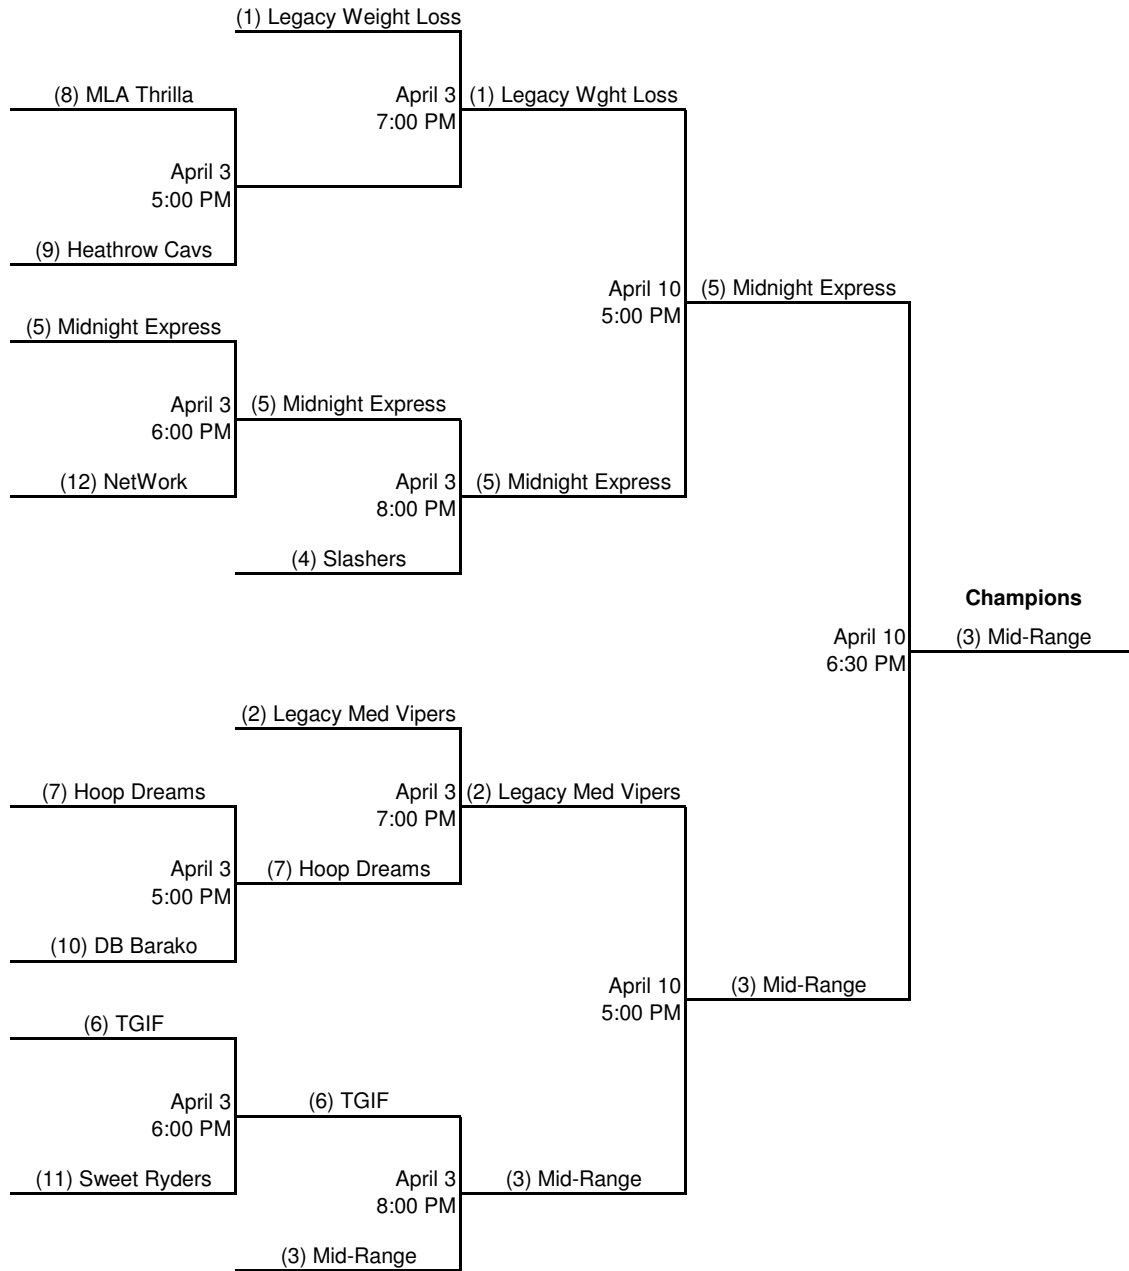 (1) Legacy Weight Loss
(8) MLA Thrilla
April 3
7:00 PM
(1) Legacy Wght Loss
April 3
5:00 PM
(9) Heathrow Cavs
April 10
5:00 PM
(5) Midnight Express
(5) Midnight Express
April 3
6:00 PM
(5) Midnight Express
(12) NetWork
April 3
8:00 PM
(5) Midnight Express
(4) Slashers
Champions
April 10
6:30 PM
(3) Mid-Range
(2) Legacy Med Vipers
(7) Hoop Dreams
April 3
7:00 PM
(2) Legacy Med Vipers
April 3
5:00 PM
(7) Hoop Dreams
(10) DB Barako
April 10
5:00 PM
(3) Mid-Range
(6) TGIF
April 3
6:00 PM
(6) TGIF
(11) Sweet Ryders
April 3
8:00 PM
(3) Mid-Range
(3) Mid-Range